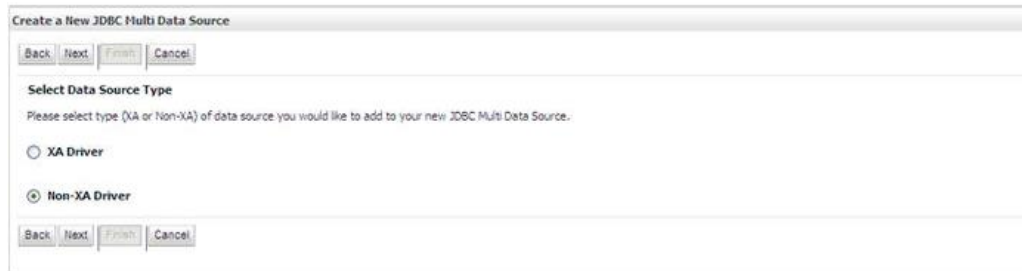 Create a New JDBC Multi Data Source
Back Next Finish Cancel
Select Data Source Type
Please select type (XA or Non-XA) of data source you would like to add to your new JDBC Multi Data Source.
XA Driver
Non-XA Driver
Back Next Finish Cancel